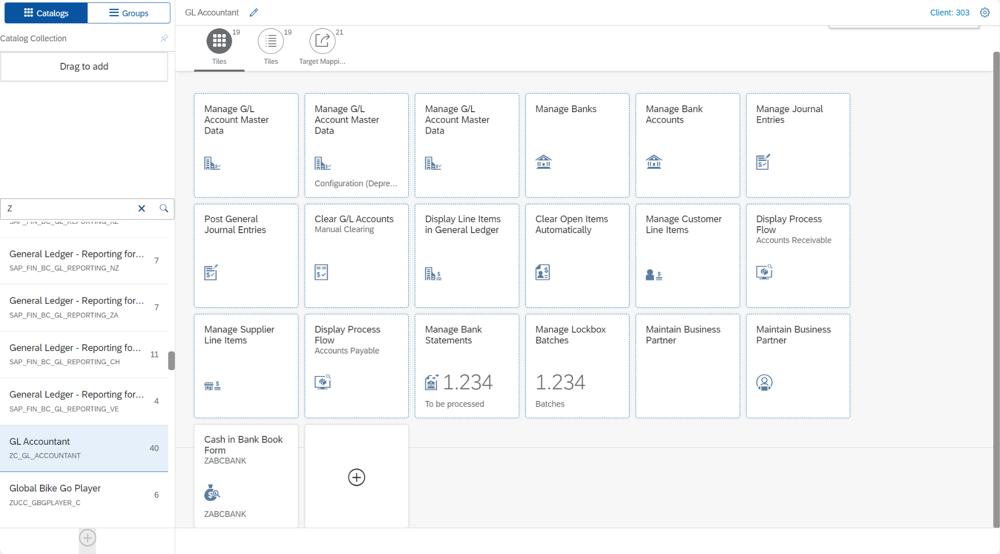 Catalogs
Groups
GL Accountant
Client: 303
Catalog Collection
Drag to add
19
Tiles
19
Tiles
21
Target Mappi...
Z
SAP_FIN_BC_GL_REPORTING_KZ
General Ledger - Reporting for...
7
SAP_FIN_BC_GL_REPORTING_NZ
General Ledger - Reporting for...
7
SAP_FIN_BC_GL_REPORTING_ZA
General Ledger - Reporting fo...
11
SAP_FIN_BC_GL_REPORTING_CH
General Ledger - Reporting for...
4
SAP_FIN_BC_GL_REPORTING_VE
GL Accountant
40
ZC_GL_ACCOUNTANT
Global Bike Go Player
6
ZUCC_GBGPLAYER_C
Manage G/L
Account Master
Data
Manage G/L
Account Master
Data
Configuration (Depre...
Manage G/L
Account Master
Data
Manage Banks
Manage Bank
Accounts
Manage Journal
Entries
Post General
Journal Entries
Clear G/L Accounts
Manual Clearing
Display Line Items
in General Ledger
Clear Open Items
Automatically
Manage Customer
Line Items
Display Process
Flow
Accounts Receivable
Manage Supplier
Line Items
Display Process
Flow
Accounts Payable
Manage Bank
Statements
1.234
To be processed
Manage Lockbox
Batches
1.234
Batches
Maintain Business
Partner
Maintain Business
Partner
Cash in Bank Book
Form
ZABCBANK
ZABCBANK